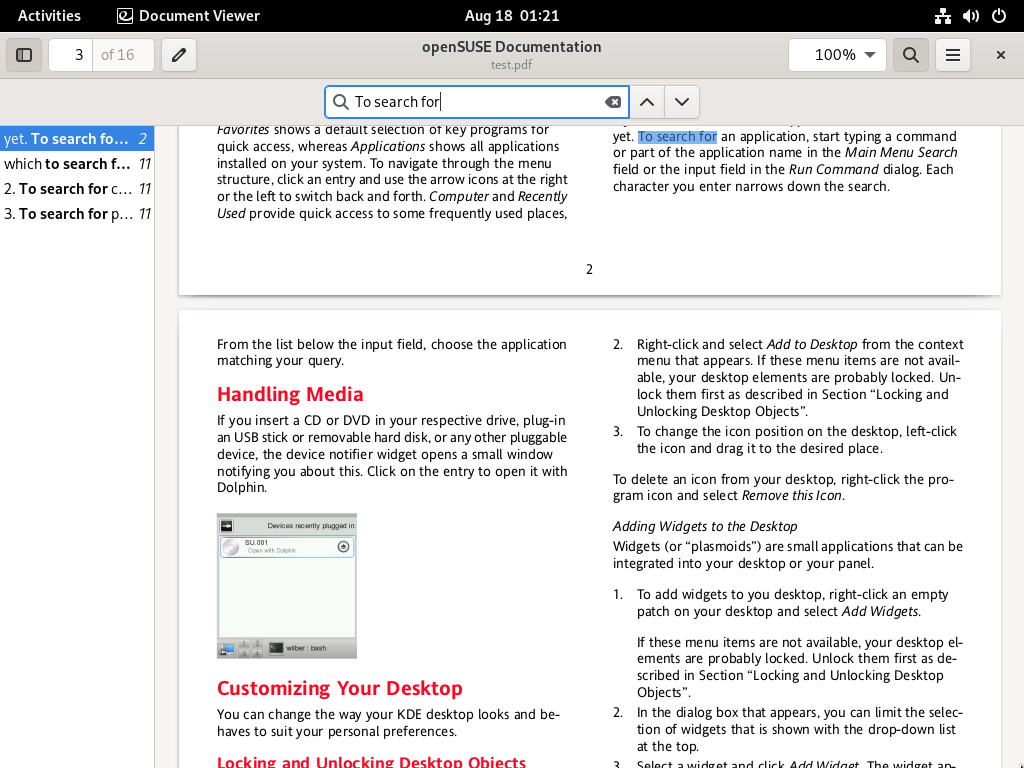 Activities
Document Viewer
Aug 18 01:21
3
of 16
openSUSE Documentation
test.pdf
100%
To search for
yet. To search fo... 2
which to search f... 11
2. To search for c... 11
3. To search for p... 11
Favorites shows a default selection of key programs for
quick access, whereas Applications shows all applications
installed on your system. To navigate through the menu
structure, click an entry and use the arrow icons at the right
or the left to switch back and forth. Computer and Recently
Used provide quick access to some frequently used places,
yet. To search for an application, start typing a command
or part of the application name in the Main Menu Search
field or the input field in the Run Command dialog. Each
character you enter narrows down the search.
2
From the list below the input field, choose the application
matching your query.
Handling Media
If you insert a CD or DVD in your respective drive, plug-in
an USB stick or removable hard disk, or any other pluggable
device, the device notifier widget opens a small window
notifying you about this. Click on the entry to open it with
Dolphin.
Devices recently plugged in:
SU.001
Open with Dolphin
1 2
3 4
wilber : bash
Customizing Your Desktop
You can change the way your KDE desktop looks and be-
haves to suit your personal preferences.
Locking and Unlocking Desktop Objects
2. Right-click and select Add to Desktop from the context
menu that appears. If these menu items are not avail-
able, your desktop elements are probably locked. Un-
lock them first as described in Section “Locking and
Unlocking Desktop Objects”.
3. To change the icon position on the desktop, left-click
the icon and drag it to the desired place.
To delete an icon from your desktop, right-click the pro-
gram icon and select Remove this Icon.
Adding Widgets to the Desktop
Widgets (or “plasmoids”) are small applications that can be
integrated into your desktop or your panel.
1. To add widgets to you desktop, right-click an empty
patch on your desktop and select Add Widgets.
If these menu items are not available, your desktop el-
ements are probably locked. Unlock them first as de-
scribed in Section “Locking and Unlocking Desktop
Objects”.
2. In the dialog box that appears, you can limit the selec-
tion of widgets that is shown with the drop-down list
at the top.
3. Select a widget and click Add Widget. The widget ap-